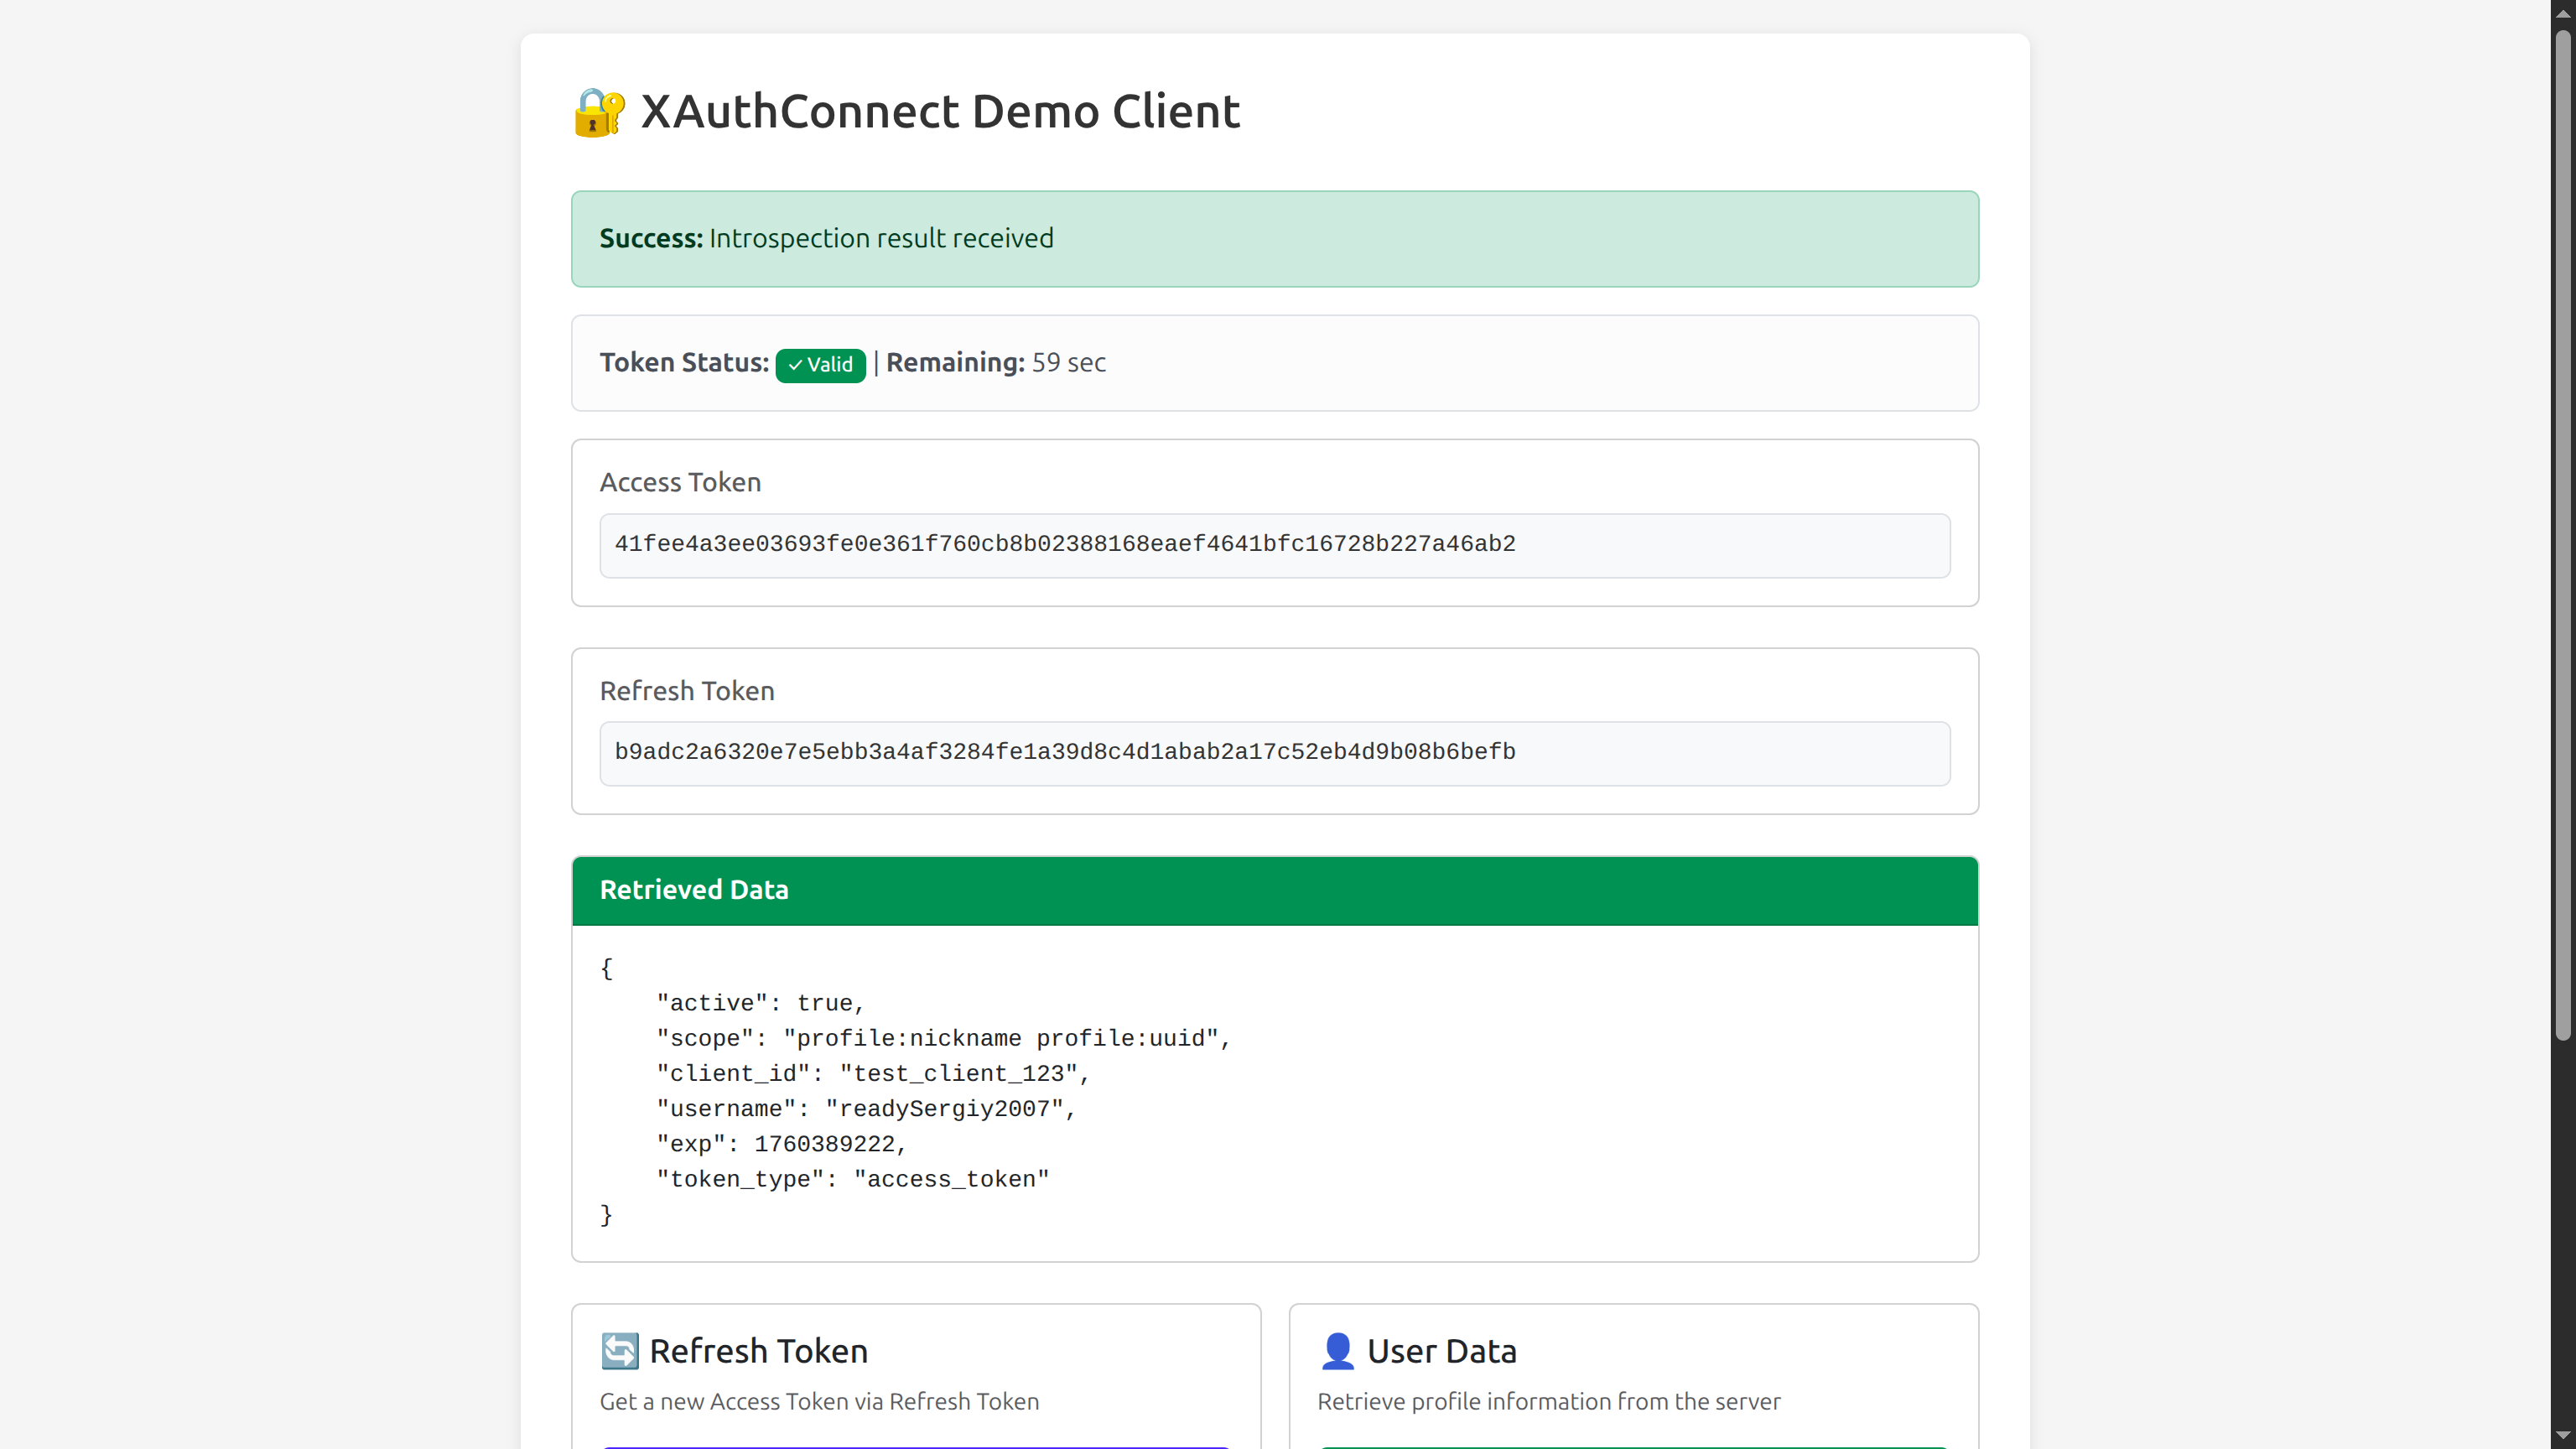 XAuthConnect Demo Client
Success: Introspection result received
Token Status: ✓ Valid | Remaining: 59 sec
Access Token
41fee4a3ee03693fe0e361f760cb8b02388168eaef4641bfc16728b227a46ab2
Refresh Token
b9adc2a6320e7e5ebb3a4af3284fe1a39d8c4d1abab2a17c52eb4d9b08b6befb
Retrieved Data
{
    "active": true,
    "scope": "profile:nickname profile:uuid",
    "client_id": "test_client_123",
    "username": "readySergiy2007",
    "exp": 1760389222,
    "token_type": "access_token"
}
Refresh Token
Get a new Access Token via Refresh Token
User Data
Retrieve profile information from the server